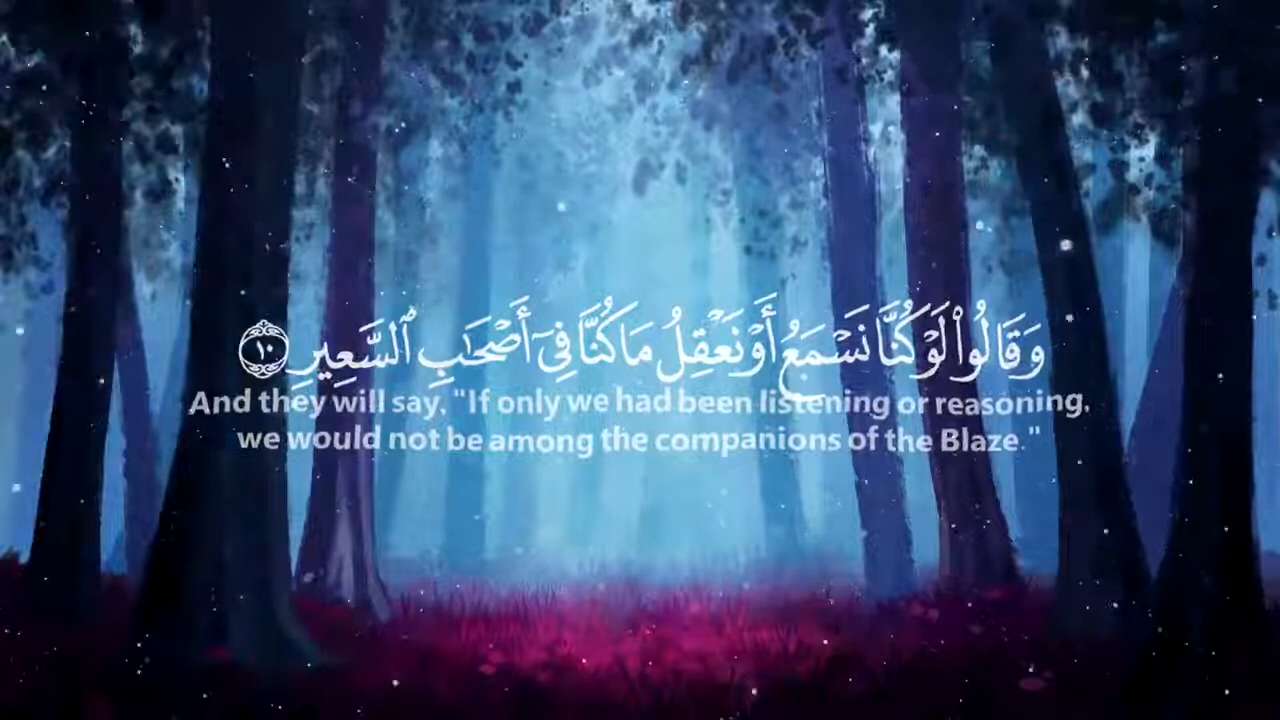 وَقَالُوا۟ لَوْ كُنَّا نَسْمَعُ أَوْ نَعْقِلُ مَا كُنَّا فِىٓ أَصْحَـٰبِ ٱلسَّعِيرِ ١٠
And they will say, "If only we had been listening or reasoning,
we would not be among the companions of the Blaze."